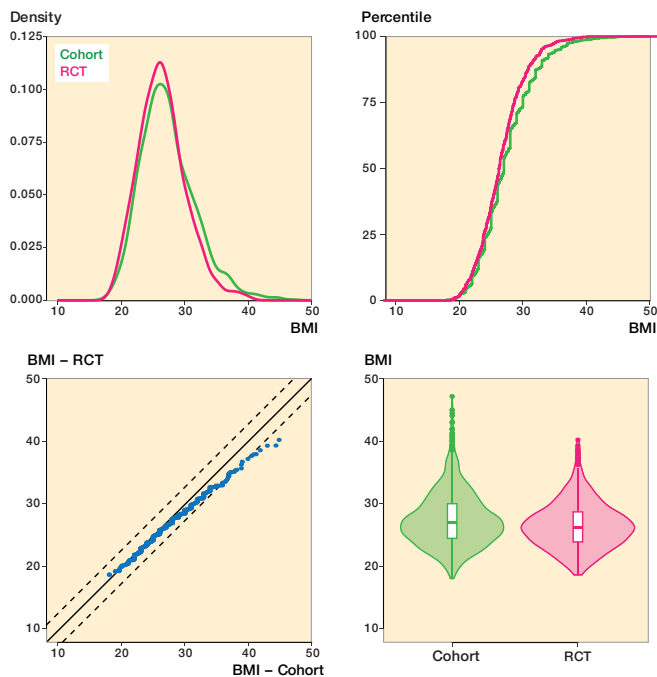 Density
0.125
0.100
0.075
0.050
0.025
0.000
Cohort
RCT
10 20 30 40 50
BMI
Percentile
100
75
50
25
0
10 20 30 40 50
BMI
BMI – RCT
50
40
30
20
10
10 20 30 40 50
BMI – Cohort
BMI
50
40
30
20
10
Cohort RCT